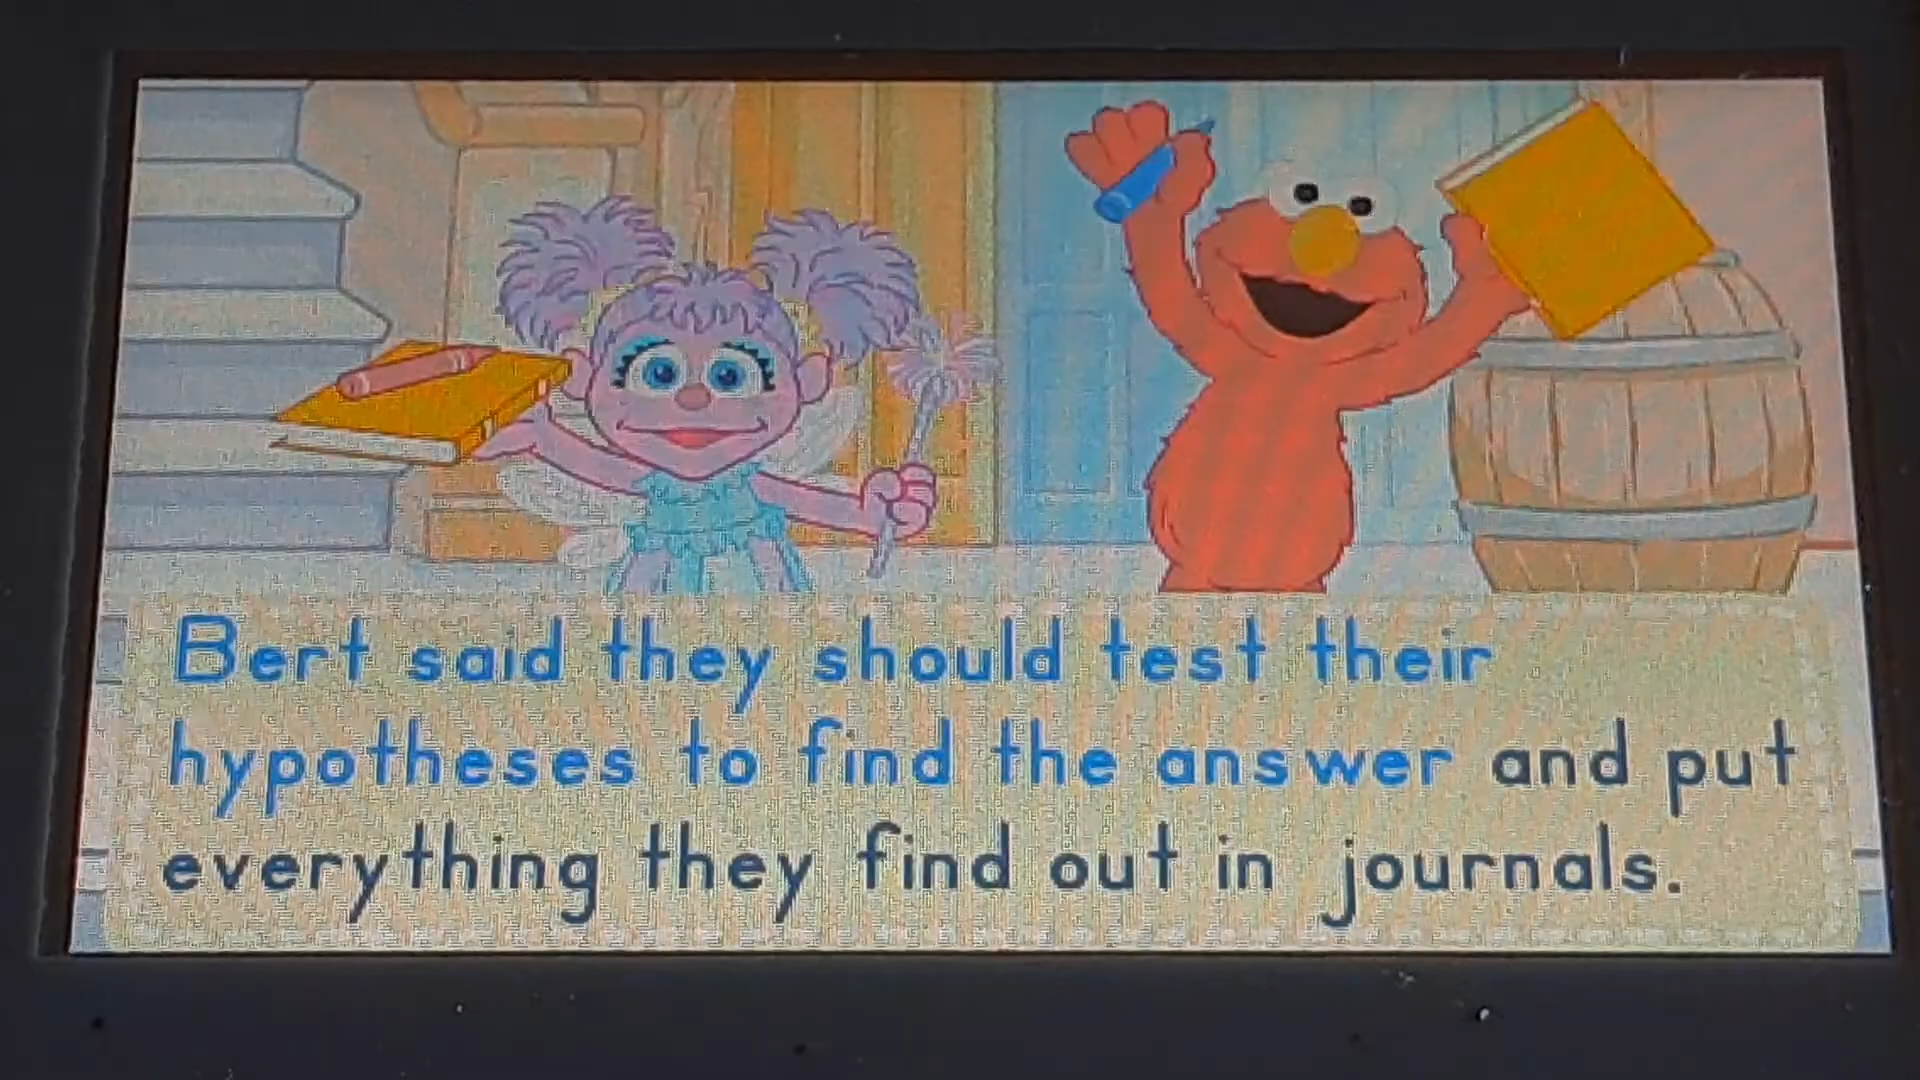 Bert said they should test their
hypotheses to find the answer and put
everything they find out in journals.